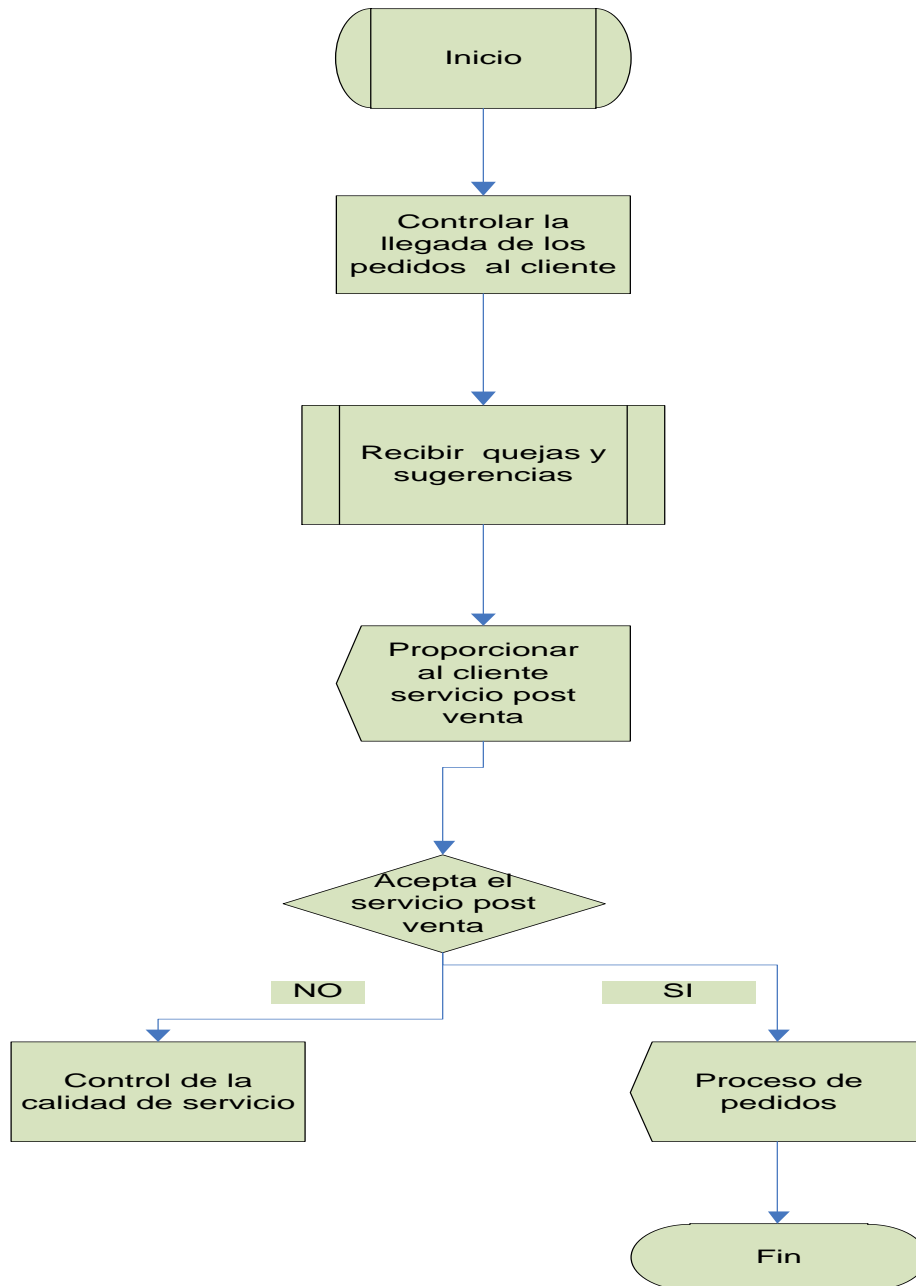 Inicio
Controlar la
llegada de los
pedidos al cliente
Recibir quejas y
sugerencias
Proporcionar
al cliente
servicio post
venta
Acepta el
servicio post
venta
NO
SI
Control de la
calidad de servicio
Proceso de
pedidos
Fin